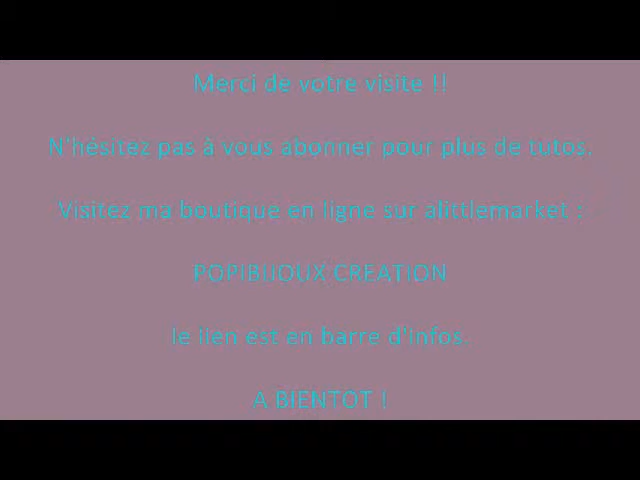 Merci de votre visite !!
N'hésitez pas à vous abonner pour plus de tutos.
Visitez ma boutique en ligne sur alittlemarket :
POPIBIJOUX CREATION
le lien est en barre d'infos.
A BIENTOT !